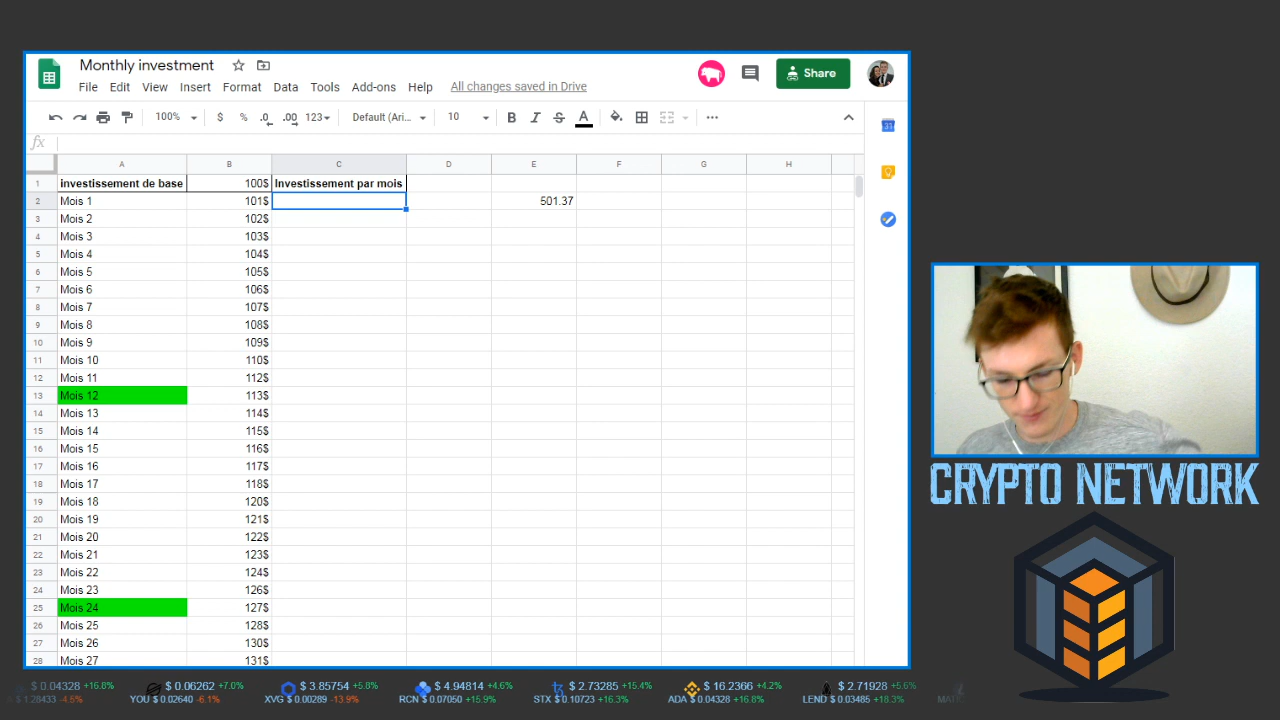 Monthly investment
File Edit View Insert Format Data Tools Add-ons Help All changes saved in Drive
Share
100% $ % .0 .00 123 Default (Ari... 10 B I S A
fx
A B C D E F G H
1 investissement de base 100$ Investissement par mois
2 Mois 1 101$ 501.37
3 Mois 2 102$
4 Mois 3 103$
5 Mois 4 104$
6 Mois 5 105$
7 Mois 6 106$
8 Mois 7 107$
9 Mois 8 108$
10 Mois 9 109$
11 Mois 10 110$
12 Mois 11 112$
13 Mois 12 113$
14 Mois 13 114$
15 Mois 14 115$
16 Mois 15 116$
17 Mois 16 117$
18 Mois 17 118$
19 Mois 18 120$
20 Mois 19 121$
21 Mois 20 122$
22 Mois 21 123$
23 Mois 22 124$
24 Mois 23 126$
25 Mois 24 127$
26 Mois 25 128$
27 Mois 26 130$
28 Mois 27 131$
31
CRYPTO NETWORK
$ 0.04328 +16.8% $ 0.06262 +7.0% $ 3.85754 +5.8% $ 4.94814 +4.6% $ 2.73285 +15.4% $ 16.2366 +4.2% $ 2.71928 +5.6%
$ 1.28433 -4.5% YOU $ 0.02640 -6.1% XVG $ 0.00289 -13.9% RCN $ 0.07050 +15.9% STX $ 0.10723 +16.3% ADA $ 0.04328 +16.8% LEND $ 0.03485 +18.3%